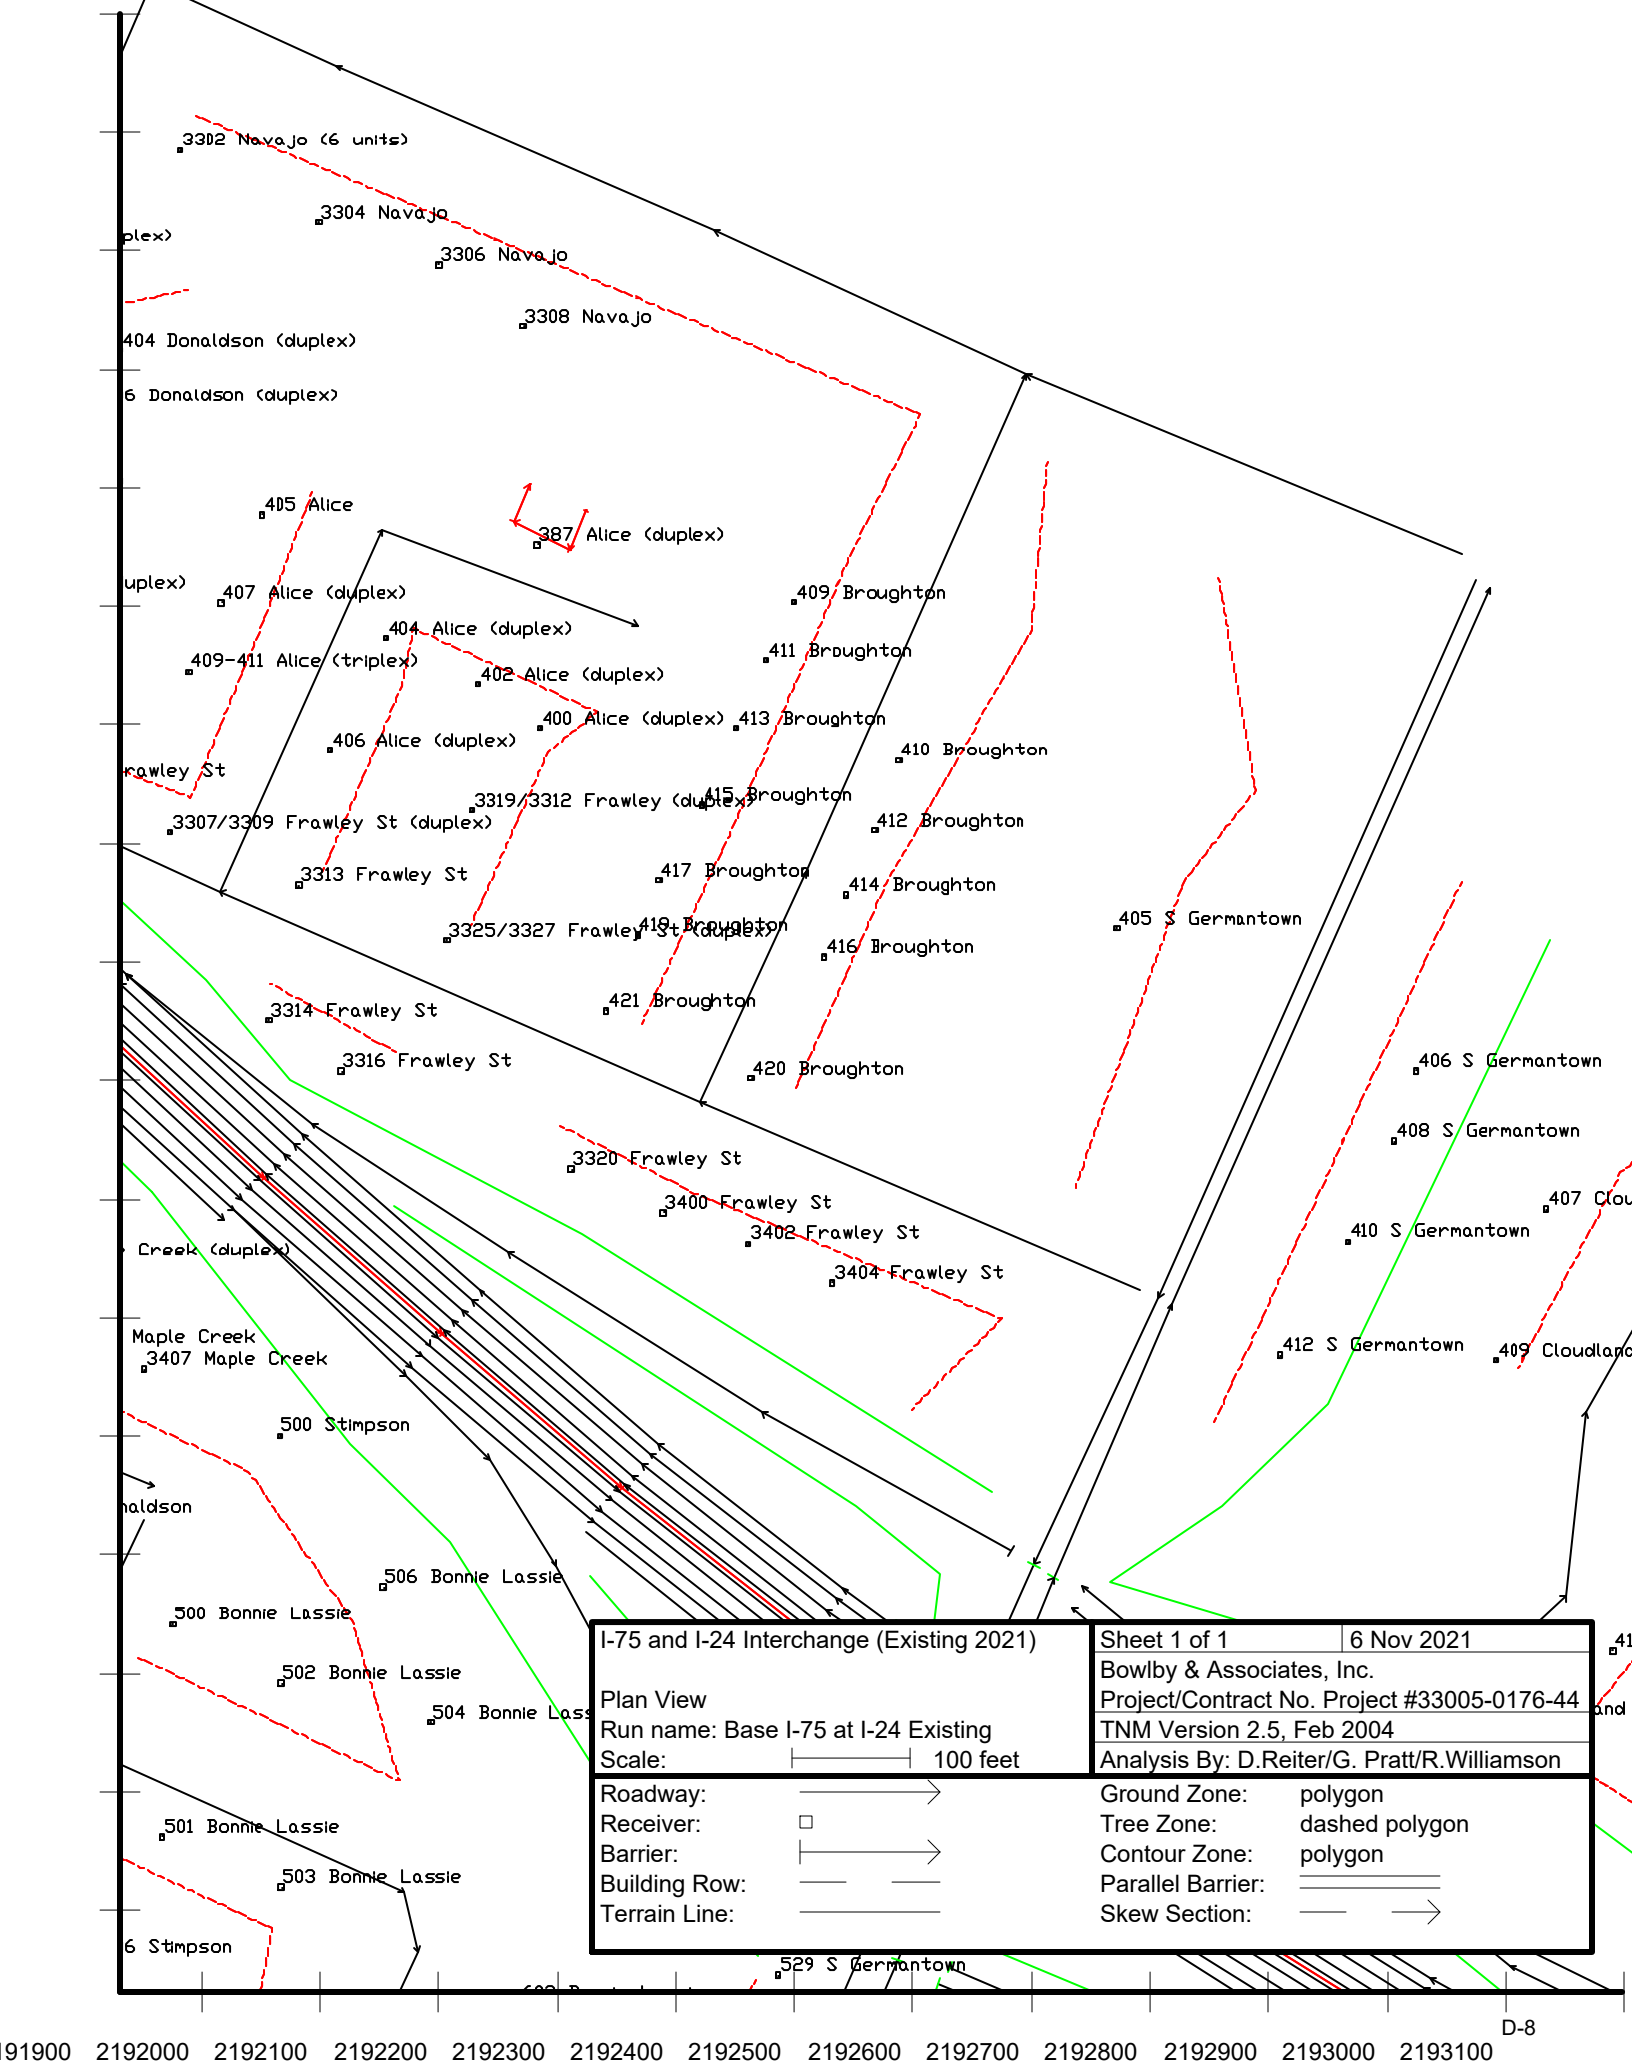 3302 Navajo (6 units)
3304 Navajo
plex)
3306 Navajo
3308 Navajo
404 Donaldson (duplex)
6 Donaldson (duplex)
405 Alice
387 Alice (duplex)
uplex)
407 Alice (duplex)
409 Broughton
404 Alice (duplex)
411 Broughton
409-411 Alice (triplex)
402 Alice (duplex)
400 Alice (duplex)
413 Broughton
406 Alice (duplex)
410 Broughton
rawley St
3319/3312 Frawley (duplex)
415 Broughton
3307/3309 Frawley St (duplex)
412 Broughton
3313 Frawley St
417 Broughton
414 Broughton
405 S Germantown
3325/3327 Frawley St (duplex)
419 Broughton
416 Broughton
3314 Frawley St
421 Broughton
3316 Frawley St
420 Broughton
406 S Germantown
408 S Germantown
3320 Frawley St
3400 Frawley St
407 Clou
3402 Frawley St
410 S Germantown
Creek (duplex)
3404 Frawley St
Maple Creek
3407 Maple Creek
412 S Germantown
409 Cloudland
500 Stimpson
naldson
506 Bonnie Lassie
500 Bonnie Lassie
502 Bonnie Lassie
504 Bonnie Lass
41
and
I-75 and I-24 Interchange (Existing 2021)
Plan View
Run name: Base I-75 at I-24 Existing
Scale: 100 feet
Sheet 1 of 1
6 Nov 2021
Bowlby & Associates, Inc.
Project/Contract No. Project #33005-0176-44
TNM Version 2.5, Feb 2004
Analysis By: D.Reiter/G. Pratt/R.Williamson
Roadway:
Receiver:
Barrier:
Building Row:
Terrain Line:
Ground Zone: polygon
Tree Zone: dashed polygon
Contour Zone: polygon
Parallel Barrier:
Skew Section:
501 Bonnie Lassie
503 Bonnie Lassie
6 Stimpson
529 S Germantown
D-8
191900 2192000 2192100 2192200 2192300 2192400 2192500 2192600 2192700 2192800 2192900 2193000 2193100